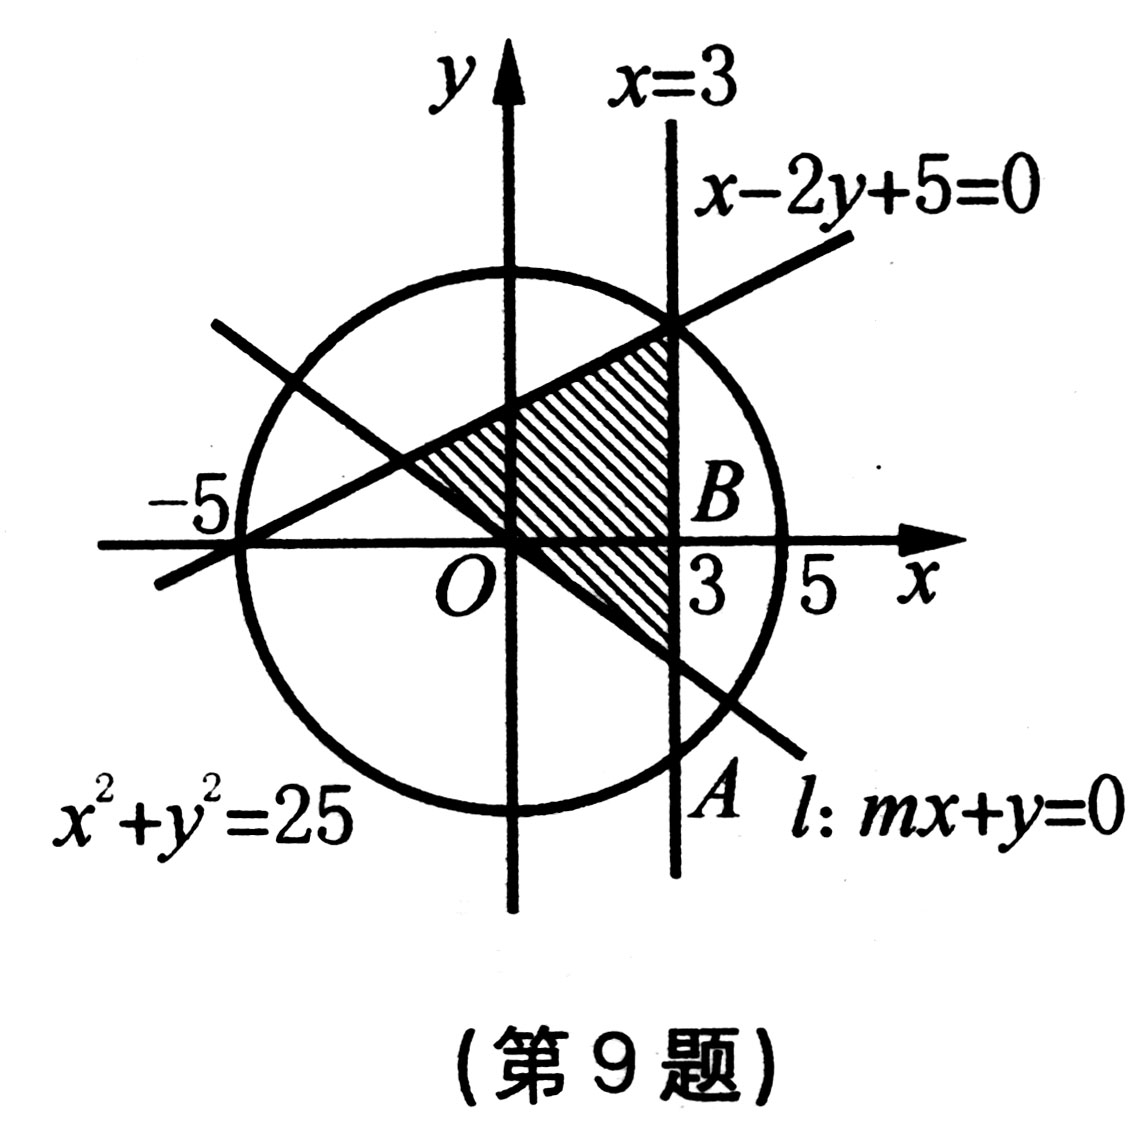 y
x=3
x−2y+5=0
−5
B
O
3
5
x
x²+y²=25
A
l: mx+y=0
(第9题)